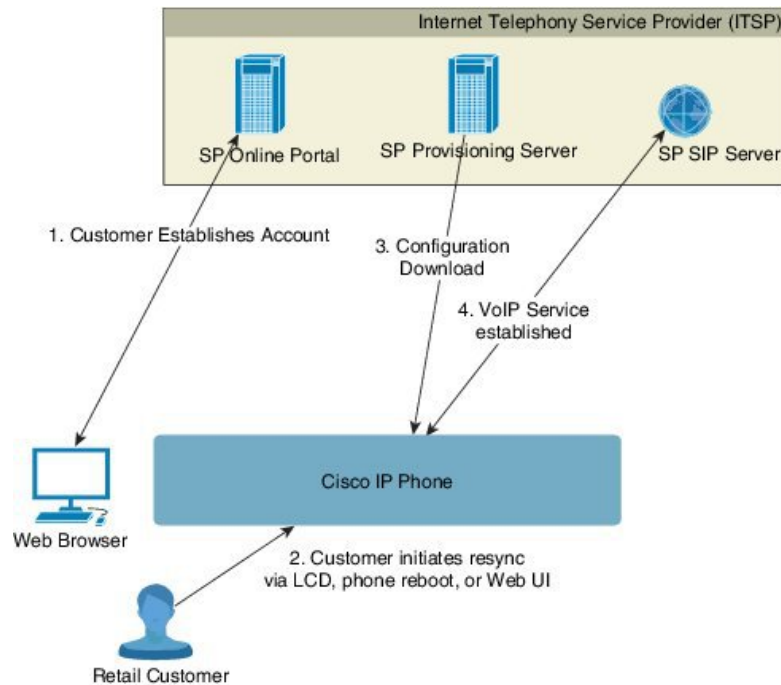 Internet Telephony Service Provider (ITSP)
SP Online Portal
SP Provisioning Server
SP SIP Server
1. Customer Establishes Account
3. Configuration
Download
4. VoIP Service
established
Cisco IP Phone
Web Browser
2. Customer initiates resync
via LCD, phone reboot, or Web UI
Retail Customer